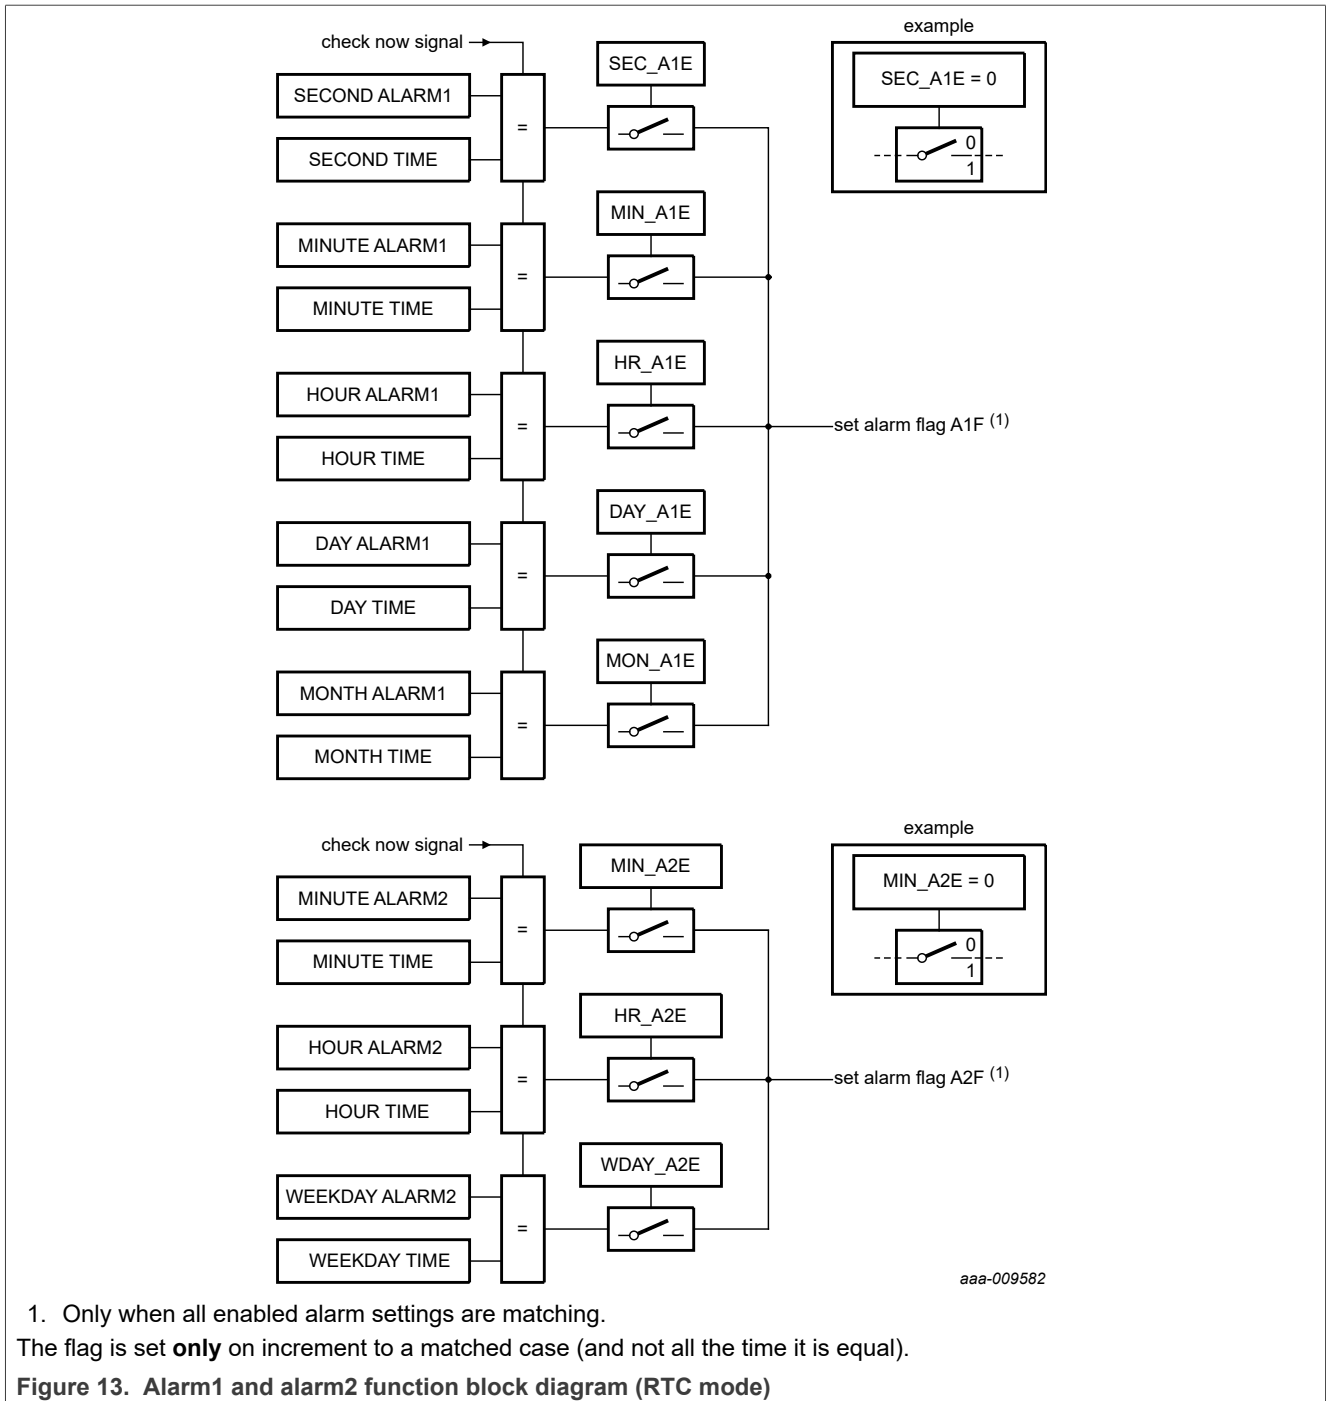 check now signal
example
SEC_A1E
SEC_A1E = 0
SECOND ALARM1
=
0
1
SECOND TIME
MIN_A1E
MINUTE ALARM1
=
MINUTE TIME
HR_A1E
HOUR ALARM1
=
set alarm flag A1F (1)
HOUR TIME
DAY_A1E
DAY ALARM1
=
DAY TIME
MON_A1E
MONTH ALARM1
=
MONTH TIME
check now signal
example
MIN_A2E
MIN_A2E = 0
MINUTE ALARM2
=
0
1
MINUTE TIME
HR_A2E
HOUR ALARM2
=
set alarm flag A2F (1)
HOUR TIME
WDAY_A2E
WEEKDAY ALARM2
=
WEEKDAY TIME
aaa-009582
1. Only when all enabled alarm settings are matching.
The flag is set only on increment to a matched case (and not all the time it is equal).
Figure 13. Alarm1 and alarm2 function block diagram (RTC mode)